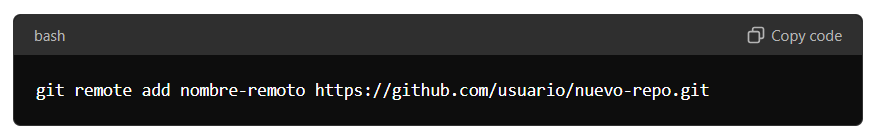 bash
Copy code
git remote add nombre-remoto https://github.com/usuario/nuevo-repo.git